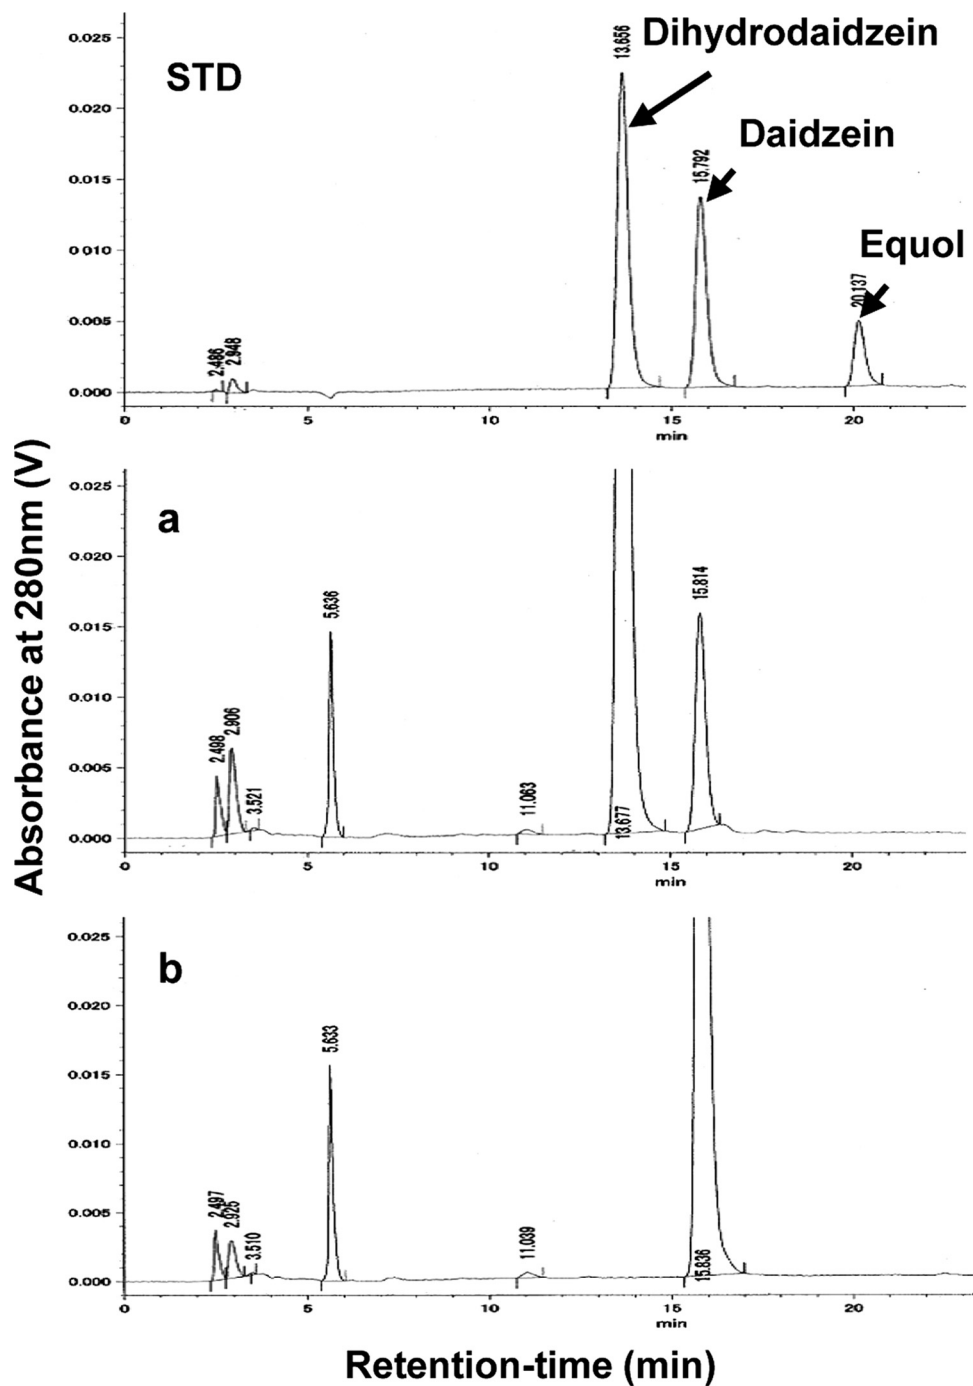 Absorbance at 280nm (V)
STD
Dihydrodaidzein
Daidzein
Equol
0.025
0.020
0.015
0.010
0.005
0.000
2.486
2.948
13.656
15.792
20.137
0 5 10 15 20
min
a
0.025
0.020
0.015
0.010
0.005
0.000
2.498
2.906
3.521
5.636
11.063
13.677
15.814
0 5 10 15 20
min
b
0.025
0.020
0.015
0.010
0.005
0.000
2.497
2.925
3.510
5.633
11.039
15.836
0 5 10 15 20
min
Retention-time (min)